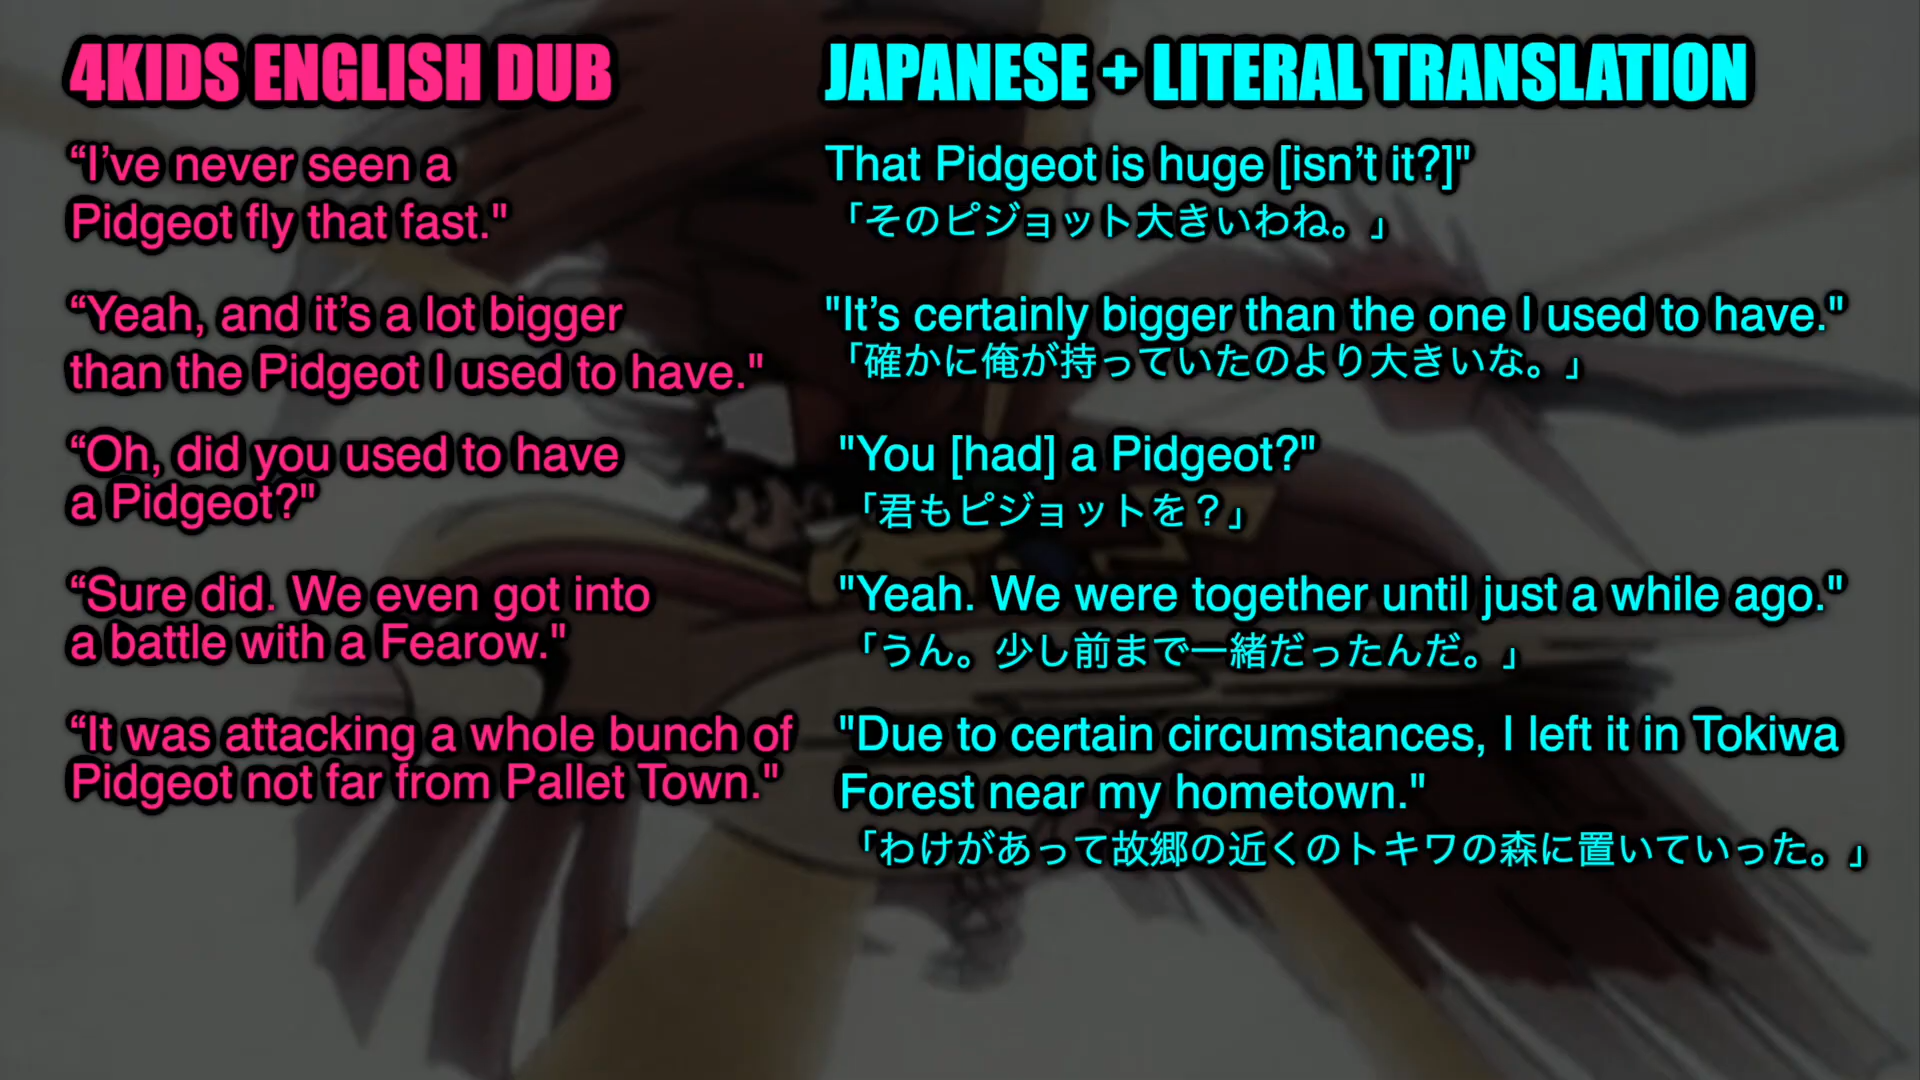 4KIDS ENGLISH DUB
“I’ve never seen a
Pidgeot fly that fast."
“Yeah, and it’s a lot bigger
than the Pidgeot I used to have."
“Oh, did you used to have
a Pidgeot?"
“Sure did. We even got into
a battle with a Fearow."
“It was attacking a whole bunch of
Pidgeot not far from Pallet Town."
JAPANESE + LITERAL TRANSLATION
That Pidgeot is huge [isn’t it?]"
「そのピジョット大きいわね。」
"It’s certainly bigger than the one I used to have."
「確かに俺が持っていたのより大きいな。」
"You [had] a Pidgeot?"
「君もピジョットを？」
"Yeah. We were together until just a while ago."
「うん。少し前まで一緒だったんだ。」
"Due to certain circumstances, I left it in Tokiwa
Forest near my hometown."
「わけがあって故郷の近くのトキワの森に置いていった。」